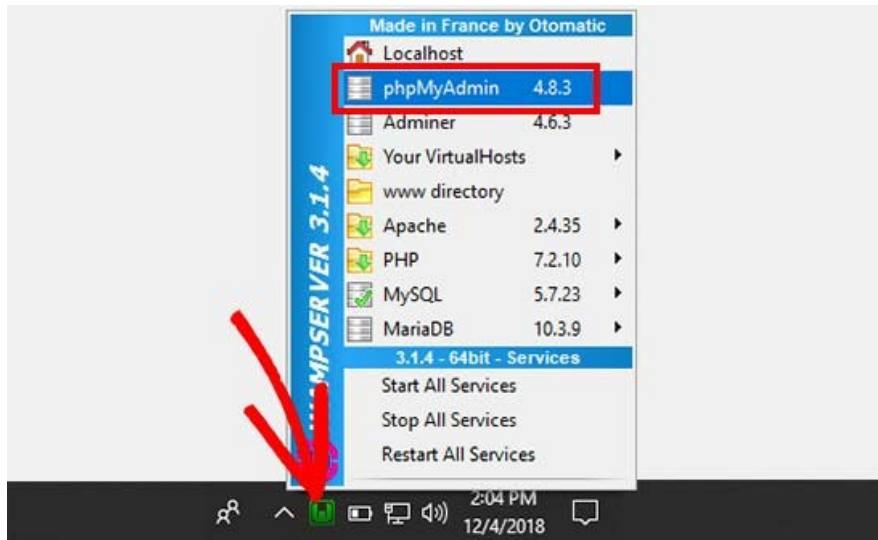 Made in France by Otomatic
Localhost
phpMyAdmin 4.8.3
Adminer 4.6.3
Your VirtualHosts
www directory
Apache 2.4.35
PHP 7.2.10
MySQL 5.7.23
MariaDB 10.3.9
3.1.4 - 64bit - Services
Start All Services
Stop All Services
Restart All Services
WAMPSERVER 3.1.4
2:04 PM
12/4/2018